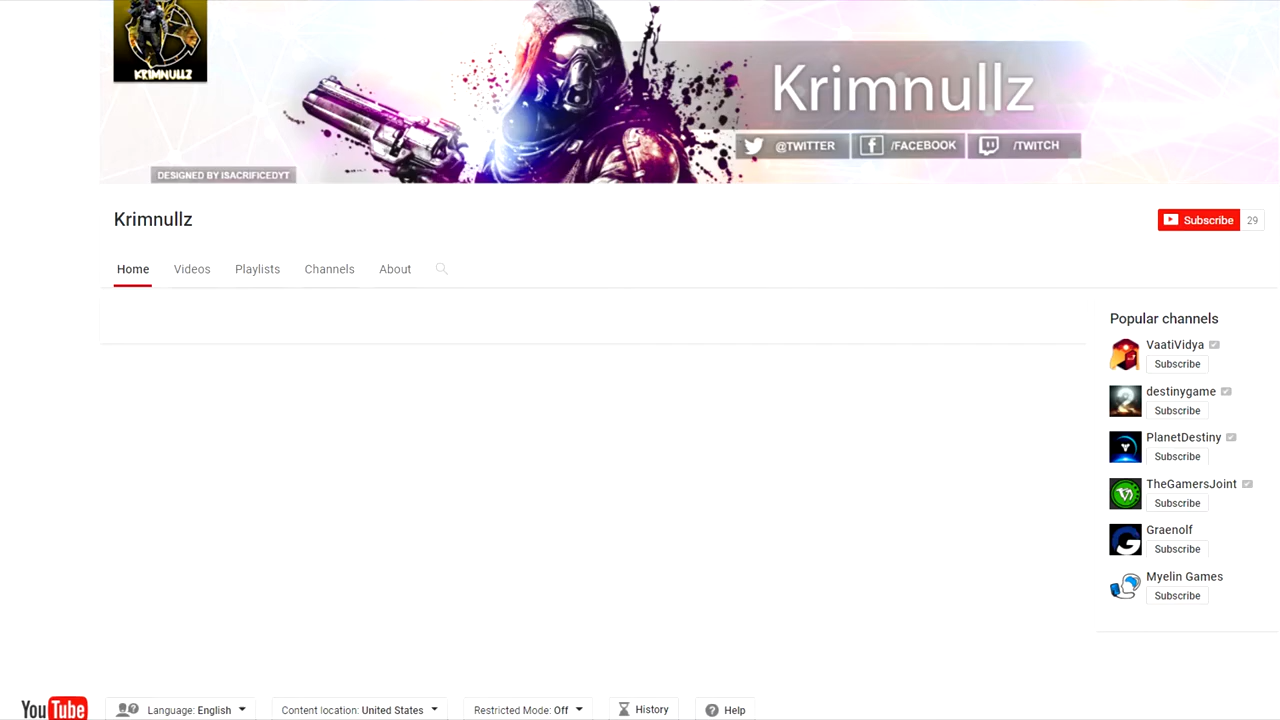 KRIMNULLZ
Krimnullz
@TWITTER
/FACEBOOK
/TWITCH
DESIGNED BY ISACRIFICEDYT
Krimnullz
Subscribe 29
Home Videos Playlists Channels About
Popular channels
VaatiVidya
Subscribe
destinygame
Subscribe
PlanetDestiny
Subscribe
TheGamersJoint
Subscribe
Graenolf
Subscribe
Myelin Games
Subscribe
YouTube Language: English Content location: United States Restricted Mode: Off History Help